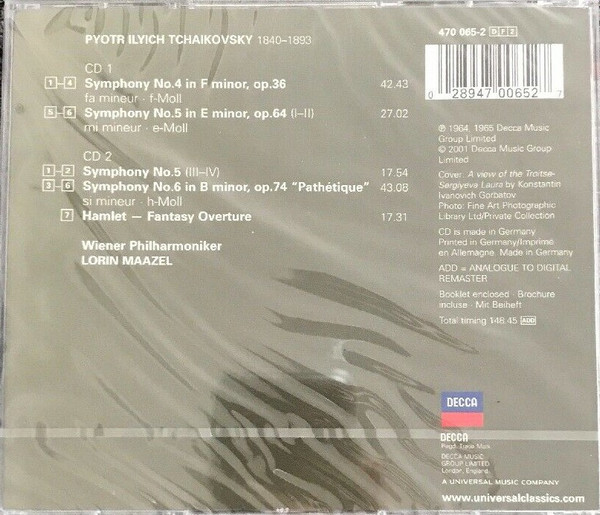 PYOTR ILYICH TCHAIKOVSKY 1840–1893
CD 1
1–4 Symphony No.4 in F minor, op.36 42.43
fa mineur · f-Moll
5–6 Symphony No.5 in E minor, op.64 (I–II) 27.02
mi mineur · e-Moll
CD 2
1–2 Symphony No.5 (III–IV) 17.54
3–6 Symphony No.6 in B minor, op.74 "Pathétique" 43.08
si mineur · h-Moll
7 Hamlet – Fantasy Overture 17.31
Wiener Philharmoniker
LORIN MAAZEL
470 065-2 DF2
0 28947 00652 7
℗ 1964, 1965 Decca Music
Group Limited
© 2001 Decca Music Group
Limited
Cover: A view of the Troitse-
Sergiyeva Laura by Konstantin
Ivanovich Gorbatov
Photo: Fine Art Photographic
Library Ltd/Private Collection
CD is made in Germany
Printed in Germany/Imprimé
en Allemagne. Made in Germany
ADD = ANALOGUE TO DIGITAL
REMASTER
Booklet enclosed · Brochure
incluse · Mit Beiheft
Total timing 148.45 ADD
DECCA
DECCA
DECCA MUSIC
GROUP LIMITED
London, England
A UNIVERSAL MUSIC COMPANY
www.universalclassics.com